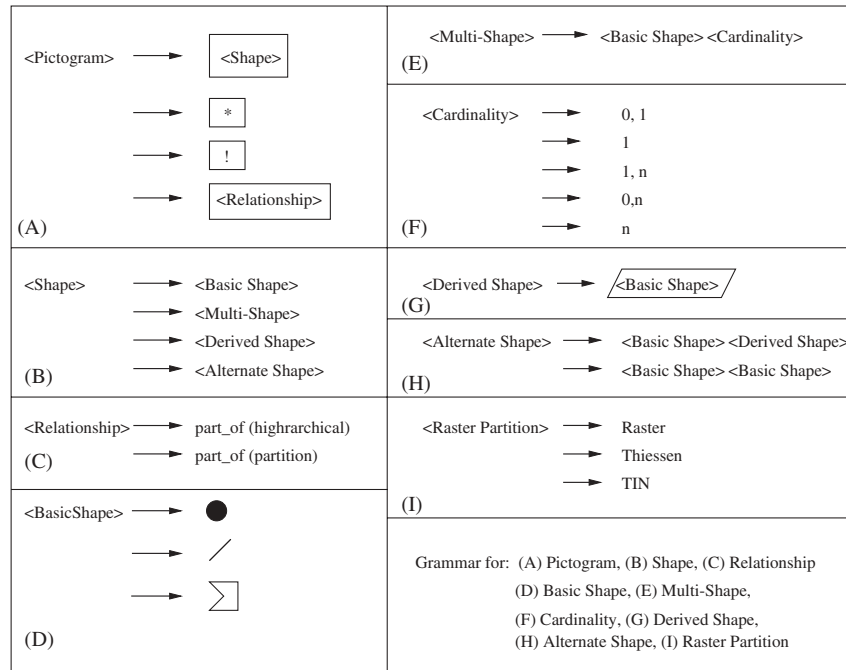 <Pictogram> <Shape>
*
!
<Relationship>
(A)
<Shape> <Basic Shape>
<Multi-Shape>
<Derived Shape>
<Alternate Shape>
(B)
<Relationship> part_of (highrarchical)
part_of (partition)
(C)
<BasicShape>
(D)
<Multi-Shape> <Basic Shape><Cardinality>
(E)
<Cardinality> 0, 1
1
1, n
0,n
n
(F)
<Derived Shape> <Basic Shape>
(G)
<Alternate Shape> <Basic Shape><Derived Shape>
<Basic Shape><Basic Shape>
(H)
<Raster Partition> Raster
Thiessen
TIN
(I)
Grammar for: (A) Pictogram, (B) Shape, (C) Relationship
(D) Basic Shape, (E) Multi-Shape,
(F) Cardinality, (G) Derived Shape,
(H) Alternate Shape, (I) Raster Partition